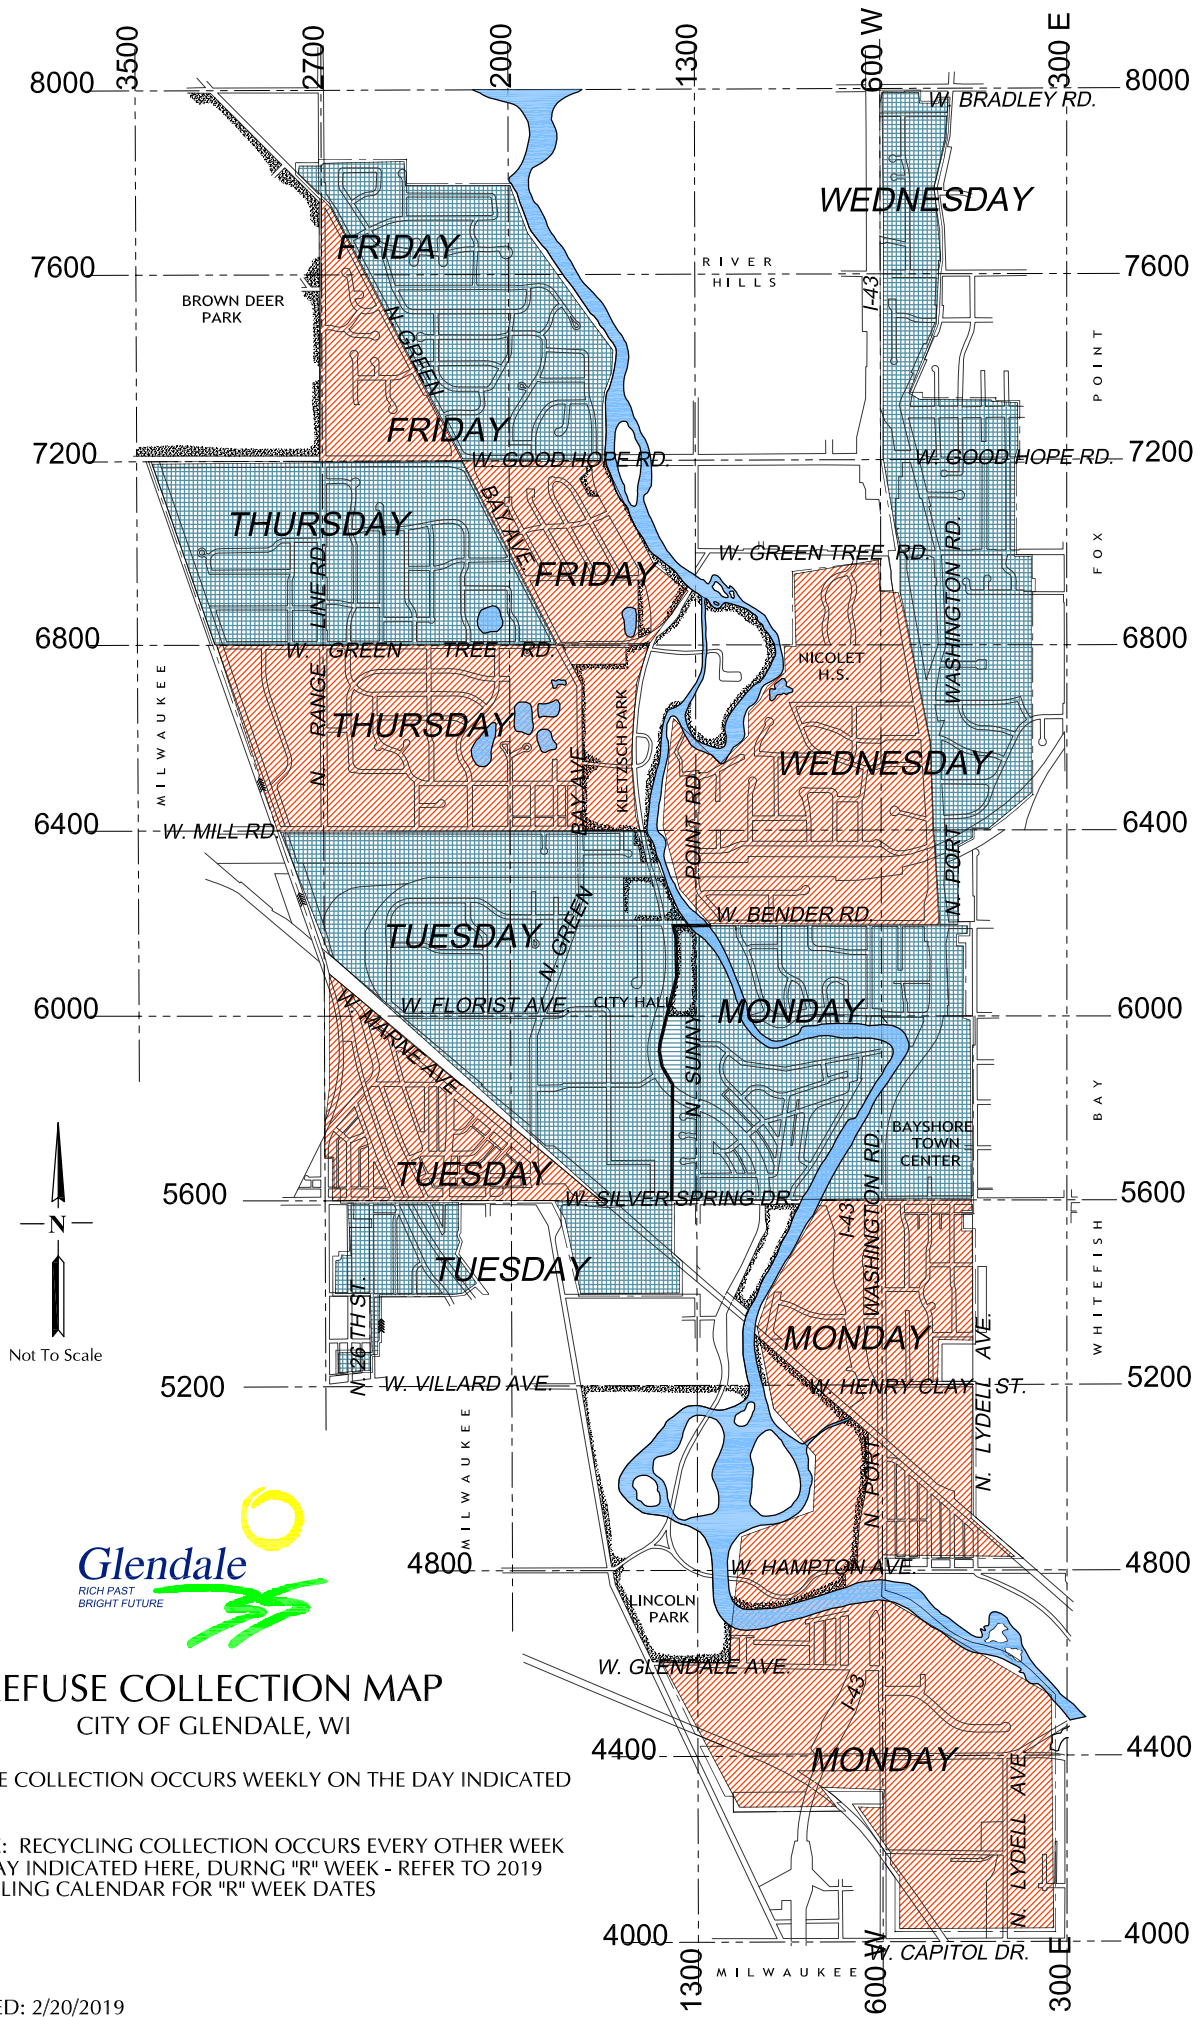 3500
2700
2000
1300
600 W
300 E
8000
8000
W. BRADLEY RD.
WEDNESDAY
FRIDAY
7600
7600
RIVER
HILLS
I-43
BROWN DEER
PARK
N. GREEN
POINT
FRIDAY
7200
W. GOOD HOPE RD.
W. GOOD HOPE RD.
7200
BAY AVE.
THURSDAY
LINE RD.
W. GREEN TREE RD.
WASHINGTON RD.
FOX
FRIDAY
6800
W. GREEN TREE RD
NICOLET
H.S.
6800
MILWAUKEE
N. RANGE
THURSDAY
KLETZSCH PARK
BAY AVE
WEDNESDAY
POINT RD.
6400
W. MILL RD.
6400
N. PORT
W. BENDER RD.
TUESDAY
N. GREEN
6000
W. FLORIST AVE.
CITY HALL
MONDAY
6000
W. MARNE AVE
N SUNNY
BAY
BAYSHORE
TOWN
CENTER
TUESDAY
WASHINGTON RD.
N
5600
W. SILVER SPRING DR.
5600
I-43
WHITEFISH
TUESDAY
N. 26 TH ST.
MONDAY
Not To Scale
5200
W. VILLARD AVE.
W. HENRY CLAY ST.
5200
N. LYDELL AVE.
MILWAUKEE
N. PORT
Glendale
RICH PAST
BRIGHT FUTURE
4800
W. HAMPTON AVE.
4800
LINCOLN
PARK
W. GLENDALE AVE.
I-43
EFUSE COLLECTION MAP
CITY OF GLENDALE, WI
4400
MONDAY
4400
E COLLECTION OCCURS WEEKLY ON THE DAY INDICATED
N. LYDELL AVE
: RECYCLING COLLECTION OCCURS EVERY OTHER WEEK
AY INDICATED HERE, DURNG "R" WEEK - REFER TO 2019
LING CALENDAR FOR "R" WEEK DATES
4000
4000
W. CAPITOL DR.
MILWAUKEE
1300
600 W
300 E
ED: 2/20/2019